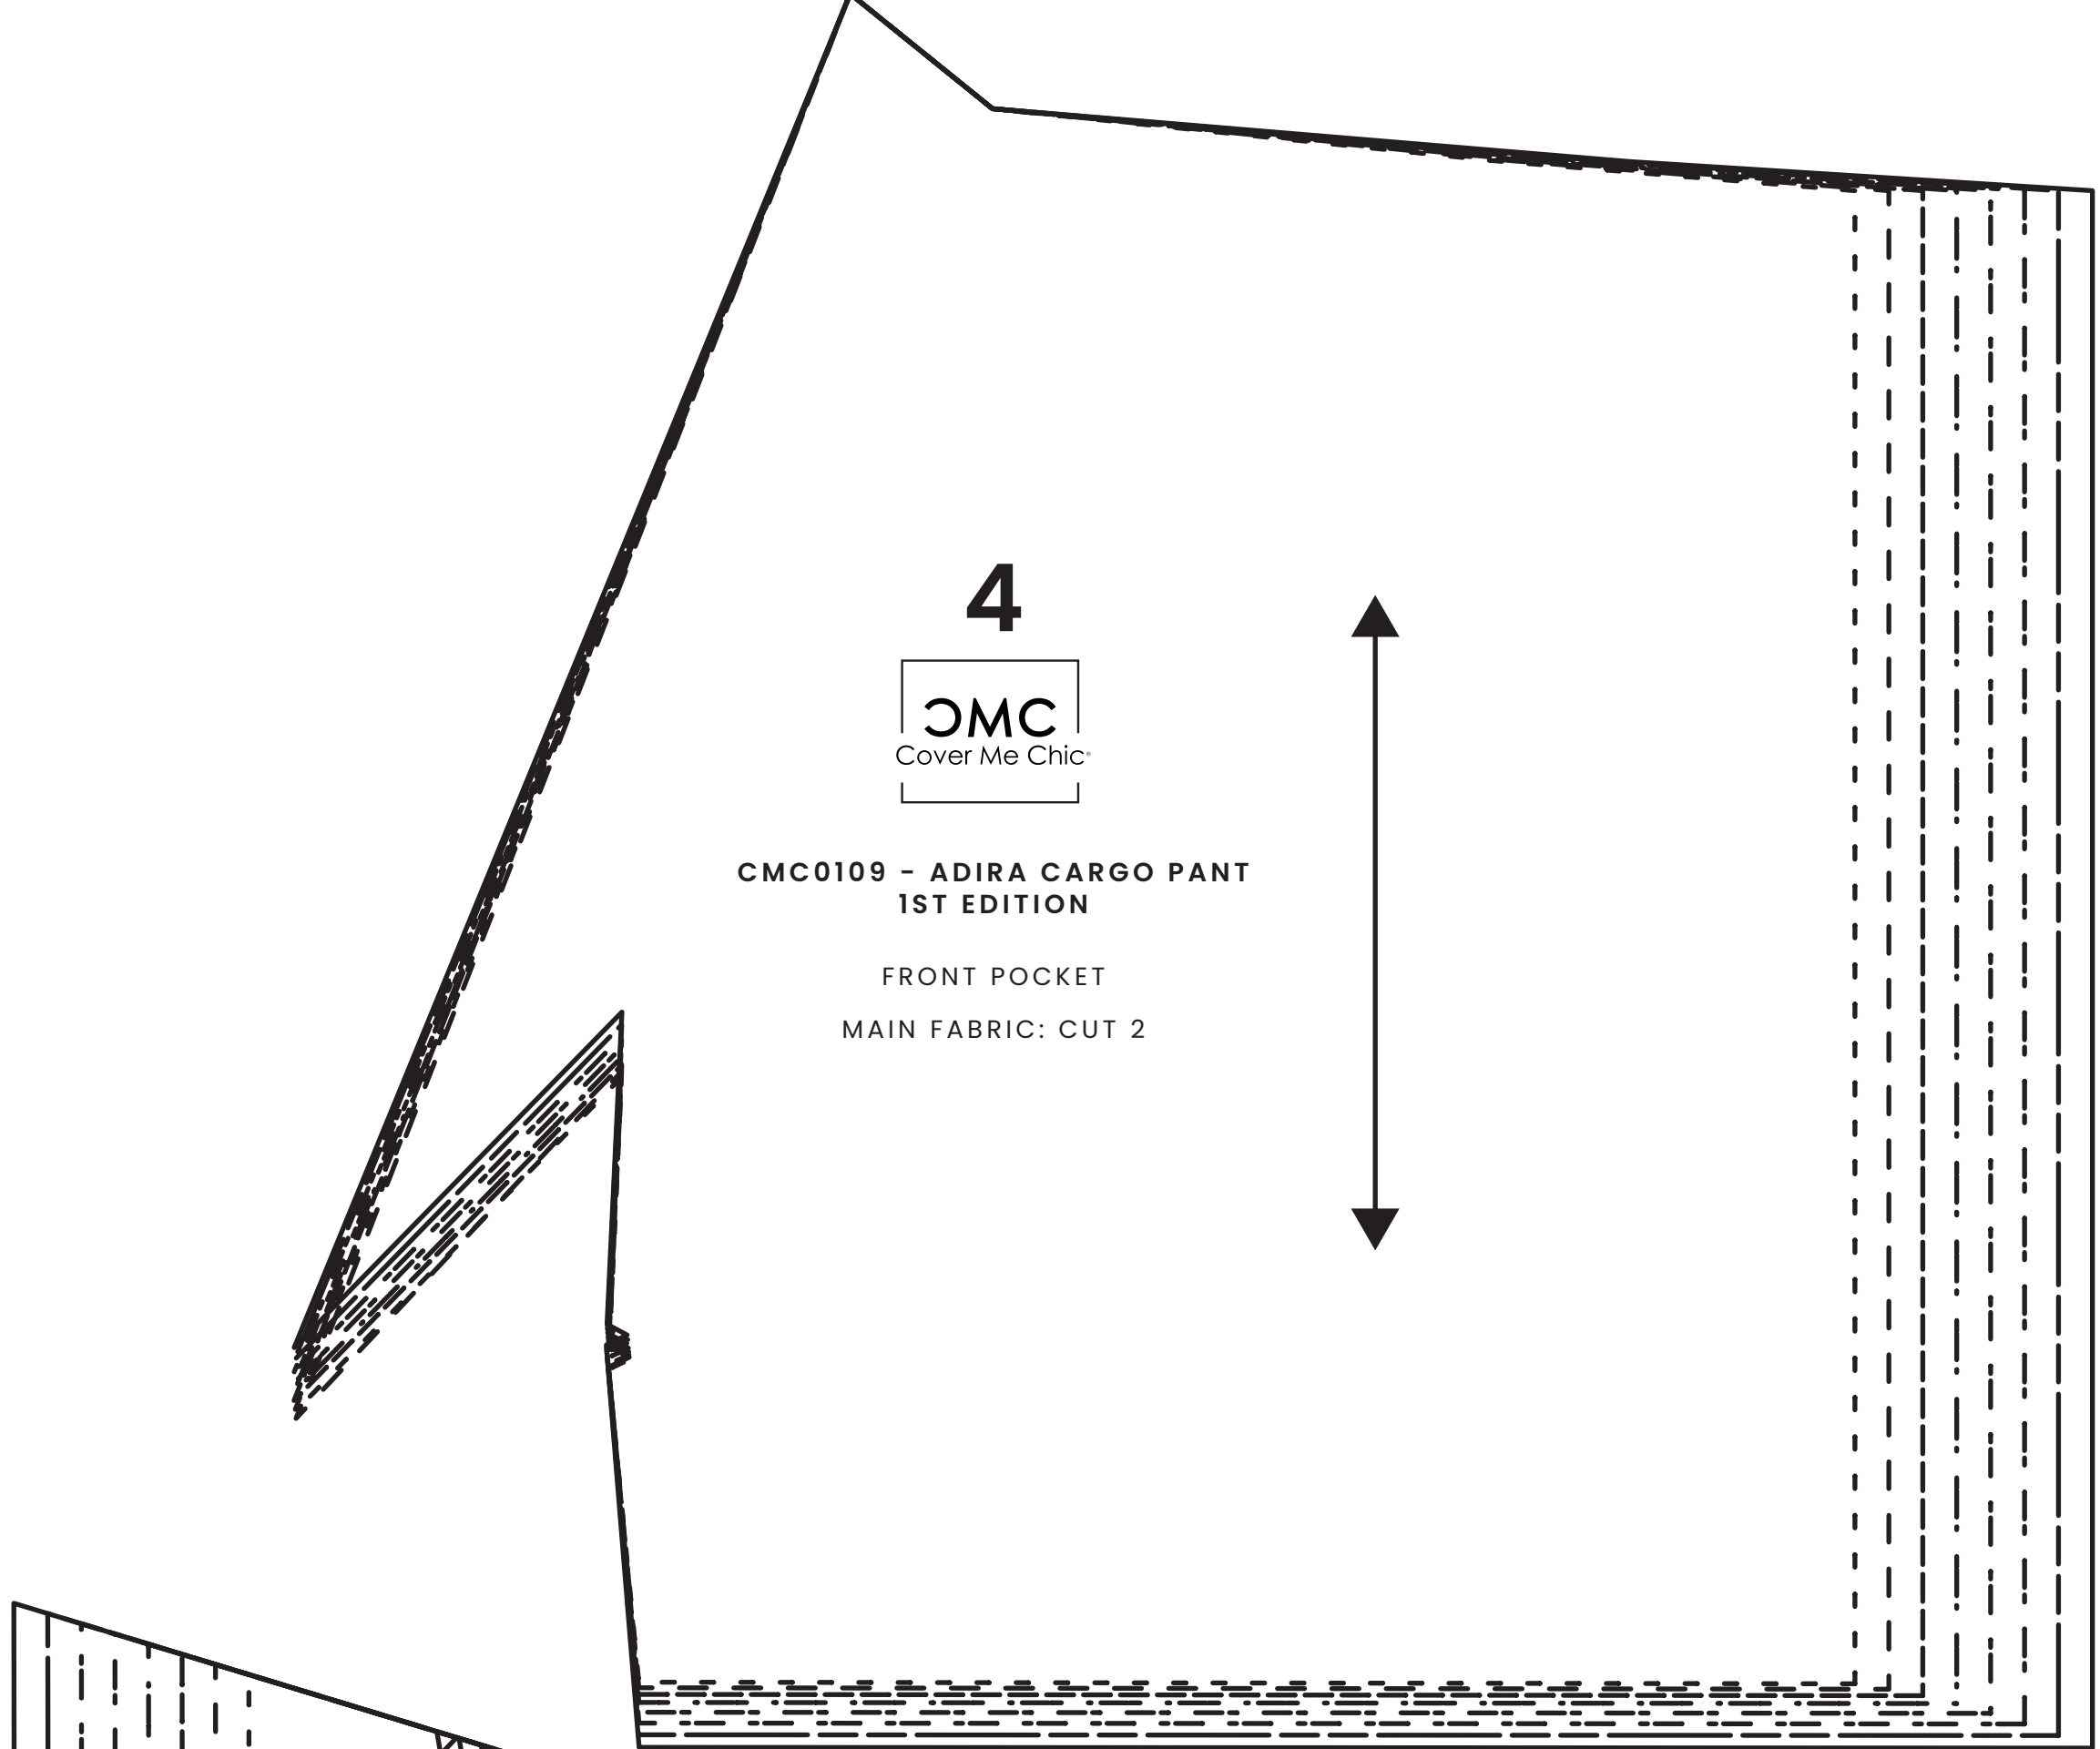 4
CMC
Cover Me Chic®
CMC0109 - ADIRA CARGO PANT
1ST EDITION
FRONT POCKET
MAIN FABRIC: CUT 2